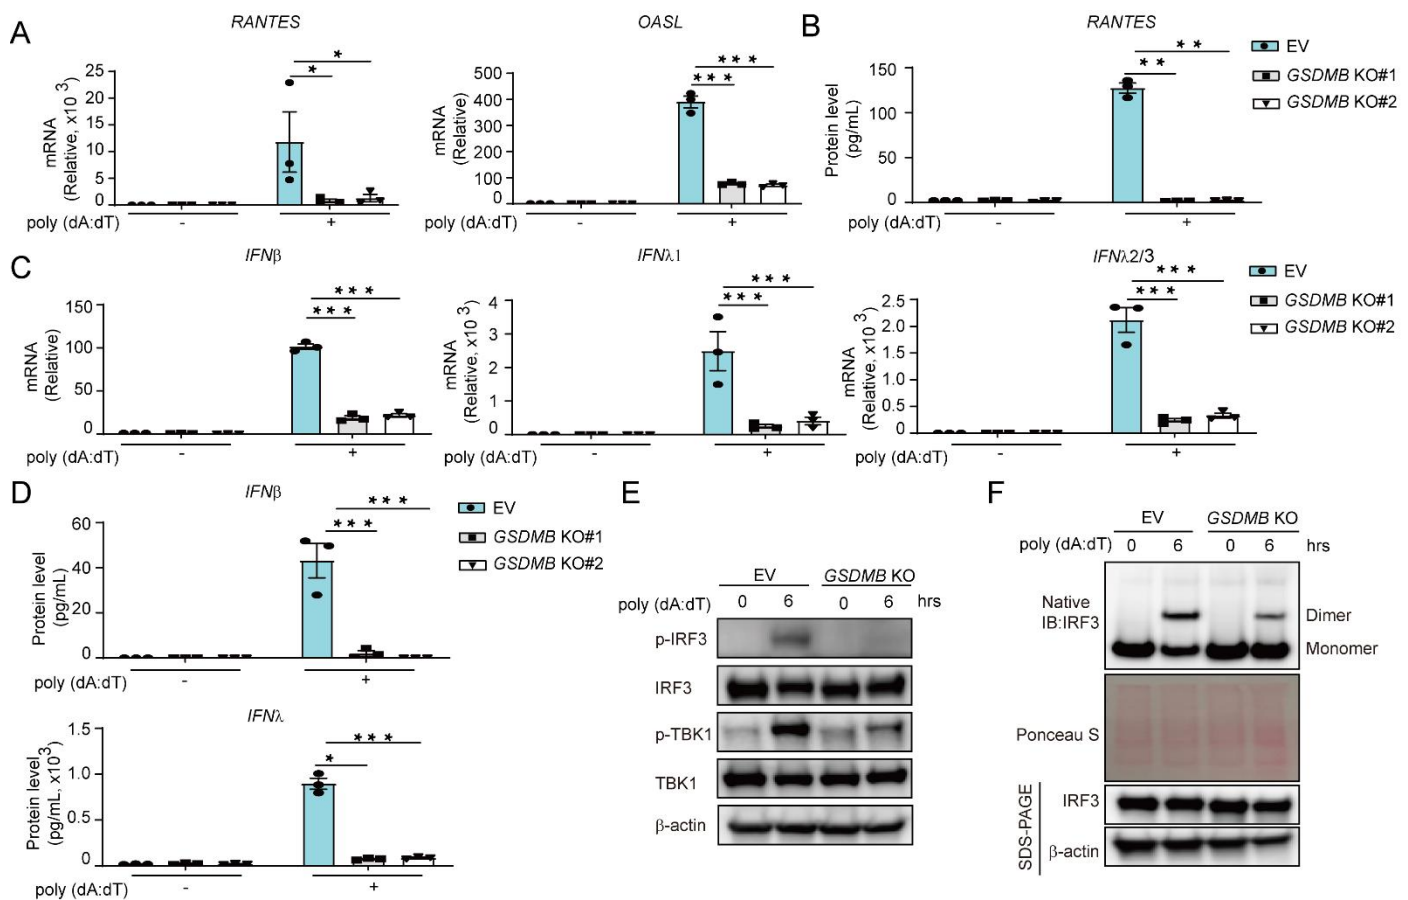 A
RANTES
mRNA
(Relative, x10 3)
25
20
15
10
5
0
* *
poly (dA:dT) - +
OASL
mRNA
(Relative)
500
400
300
200
100
0
*** ***
poly (dA:dT) - +
B
RANTES
Protein level
(pg/mL)
150
100
50
0
** **
poly (dA:dT) - +
EV
GSDMB KO#1
GSDMB KO#2
C
IFNβ
mRNA
(Relative)
150
100
50
0
*** ***
poly (dA:dT) - +
IFNλ1
mRNA
(Relative, x10 3)
4
3
2
1
0
*** ***
poly (dA:dT) - +
IFNλ2/3
mRNA
(Relative, x10 3)
2.5
2.0
1.5
1.0
0.5
0
*** ***
poly (dA:dT) - +
EV
GSDMB KO#1
GSDMB KO#2
D
IFNβ
Protein level
(pg/mL)
60
40
20
0
*** ***
poly (dA:dT) - +
EV
GSDMB KO#1
GSDMB KO#2
IFNλ
Protein level
(pg/mL, x103)
1.5
1.0
0.5
0
* ***
poly (dA:dT) - +
E
EV GSDMB KO
poly (dA:dT) 0 6 0 6 hrs
p-IRF3
IRF3
p-TBK1
TBK1
β-actin
F
EV GSDMB KO
poly (dA:dT) 0 6 0 6 hrs
Native
IB:IRF3
Dimer
Monomer
Ponceau S
SDS-PAGE
IRF3
β-actin